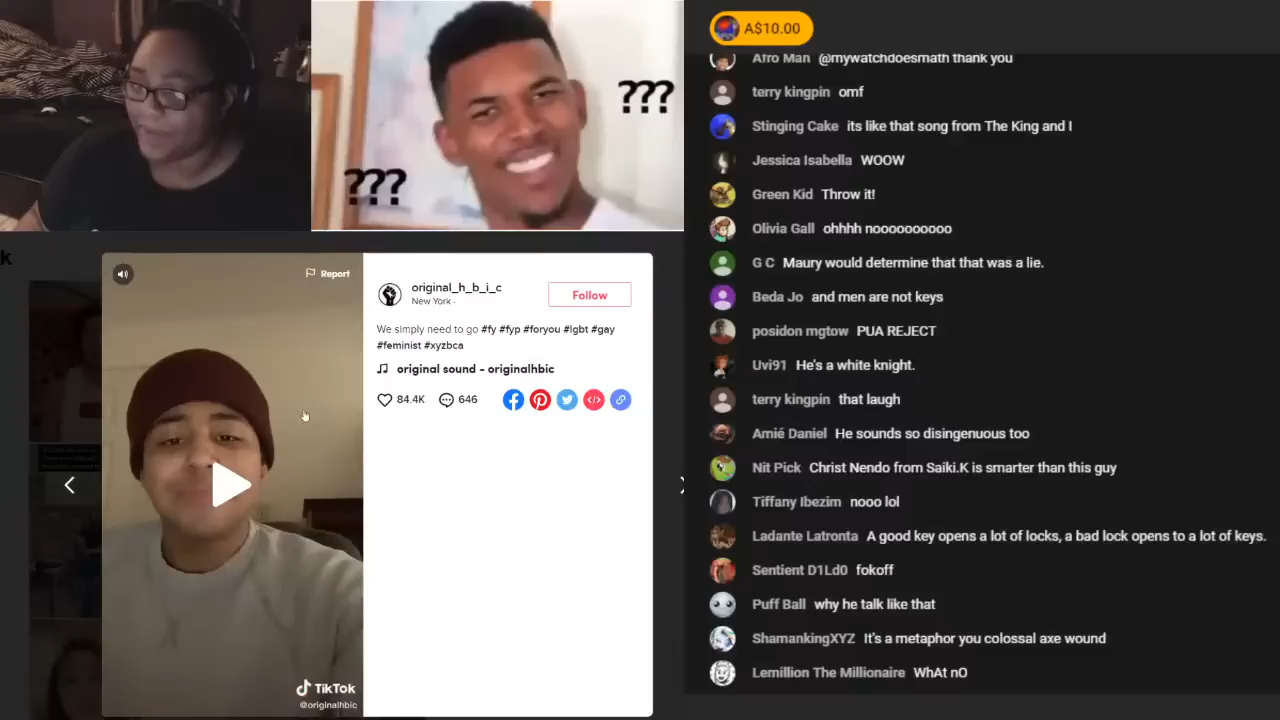 A$10.00
Afro Man @mywatchdoesmath thank you
terry kingpin omf
Stinging Cake its like that song from The King and I
Jessica Isabella WOOW
Green Kid Throw it!
Olivia Gall ohhhh noooooooooo
G C Maury would determine that that was a lie.
Beda Jo and men are not keys
posidon mgtow PUA REJECT
Uvi91 He's a white knight.
terry kingpin that laugh
Amié Daniel He sounds so disingenuous too
Nit Pick Christ Nendo from Saiki.K is smarter than this guy
Tiffany Ibezim nooo lol
Ladante Latronta A good key opens a lot of locks, a bad lock opens to a lot of keys.
Sentient D1Ld0 fokoff
Puff Ball why he talk like that
ShamankingXYZ It's a metaphor you colossal axe wound
Lemillion The Millionaire WhAt nO
???
???
k
Report
original_h_b_i_c
New York ·
Follow
We simply need to go #fy #fyp #foryou #lgbt #gay
#feminist #xyzbca
original sound - originalhbic
84.4K 646
TikTok
@originalhbic